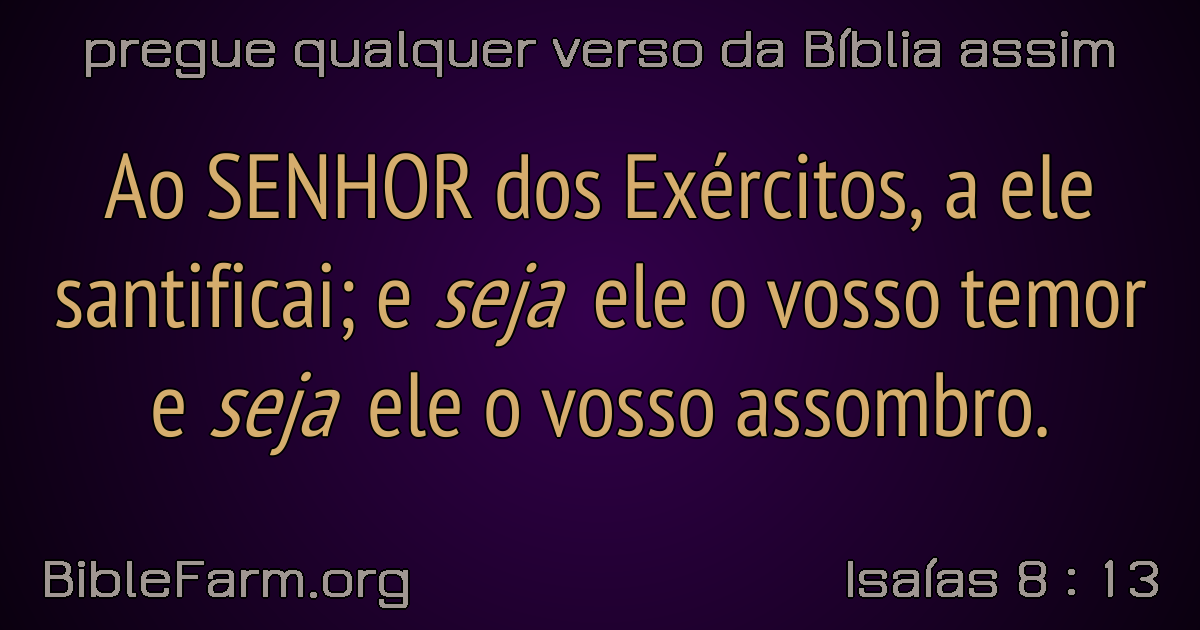 pregue qualquer verso da Bíblia assim
Ao SENHOR dos Exércitos, a ele
santificai; e seja ele o vosso temor
e seja ele o vosso assombro.
BibleFarm.org
Isaías 8 : 13